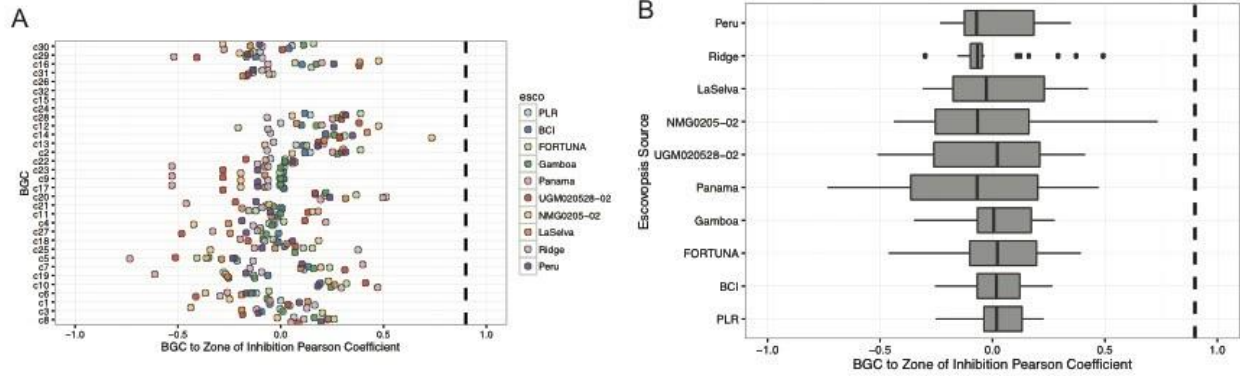 A
c30
c29
c16
c31
c26
c32
c15
c24
c28
c12
c14
c13
c2
c22
c23
c9
c17
c20
c21
c11
c4
c27
c18
c25
c5
c7
c19
c10
c6
c1
c3
c8
BGC
−1.0 −0.5 0.0 0.5 1.0
BGC to Zone of Inhibition Pearson Coefficient
esco
PLR
BCI
FORTUNA
Gamboa
Panama
UGM020528−02
NMG0205−02
LaSelva
Ridge
Peru
B
Peru
Ridge
LaSelva
NMG0205−02
UGM020528−02
Panama
Gamboa
FORTUNA
BCI
PLR
Escovopsis Source
−1.0 −0.5 0.0 0.5 1.0
BGC to Zone of Inhibition Pearson Coefficient